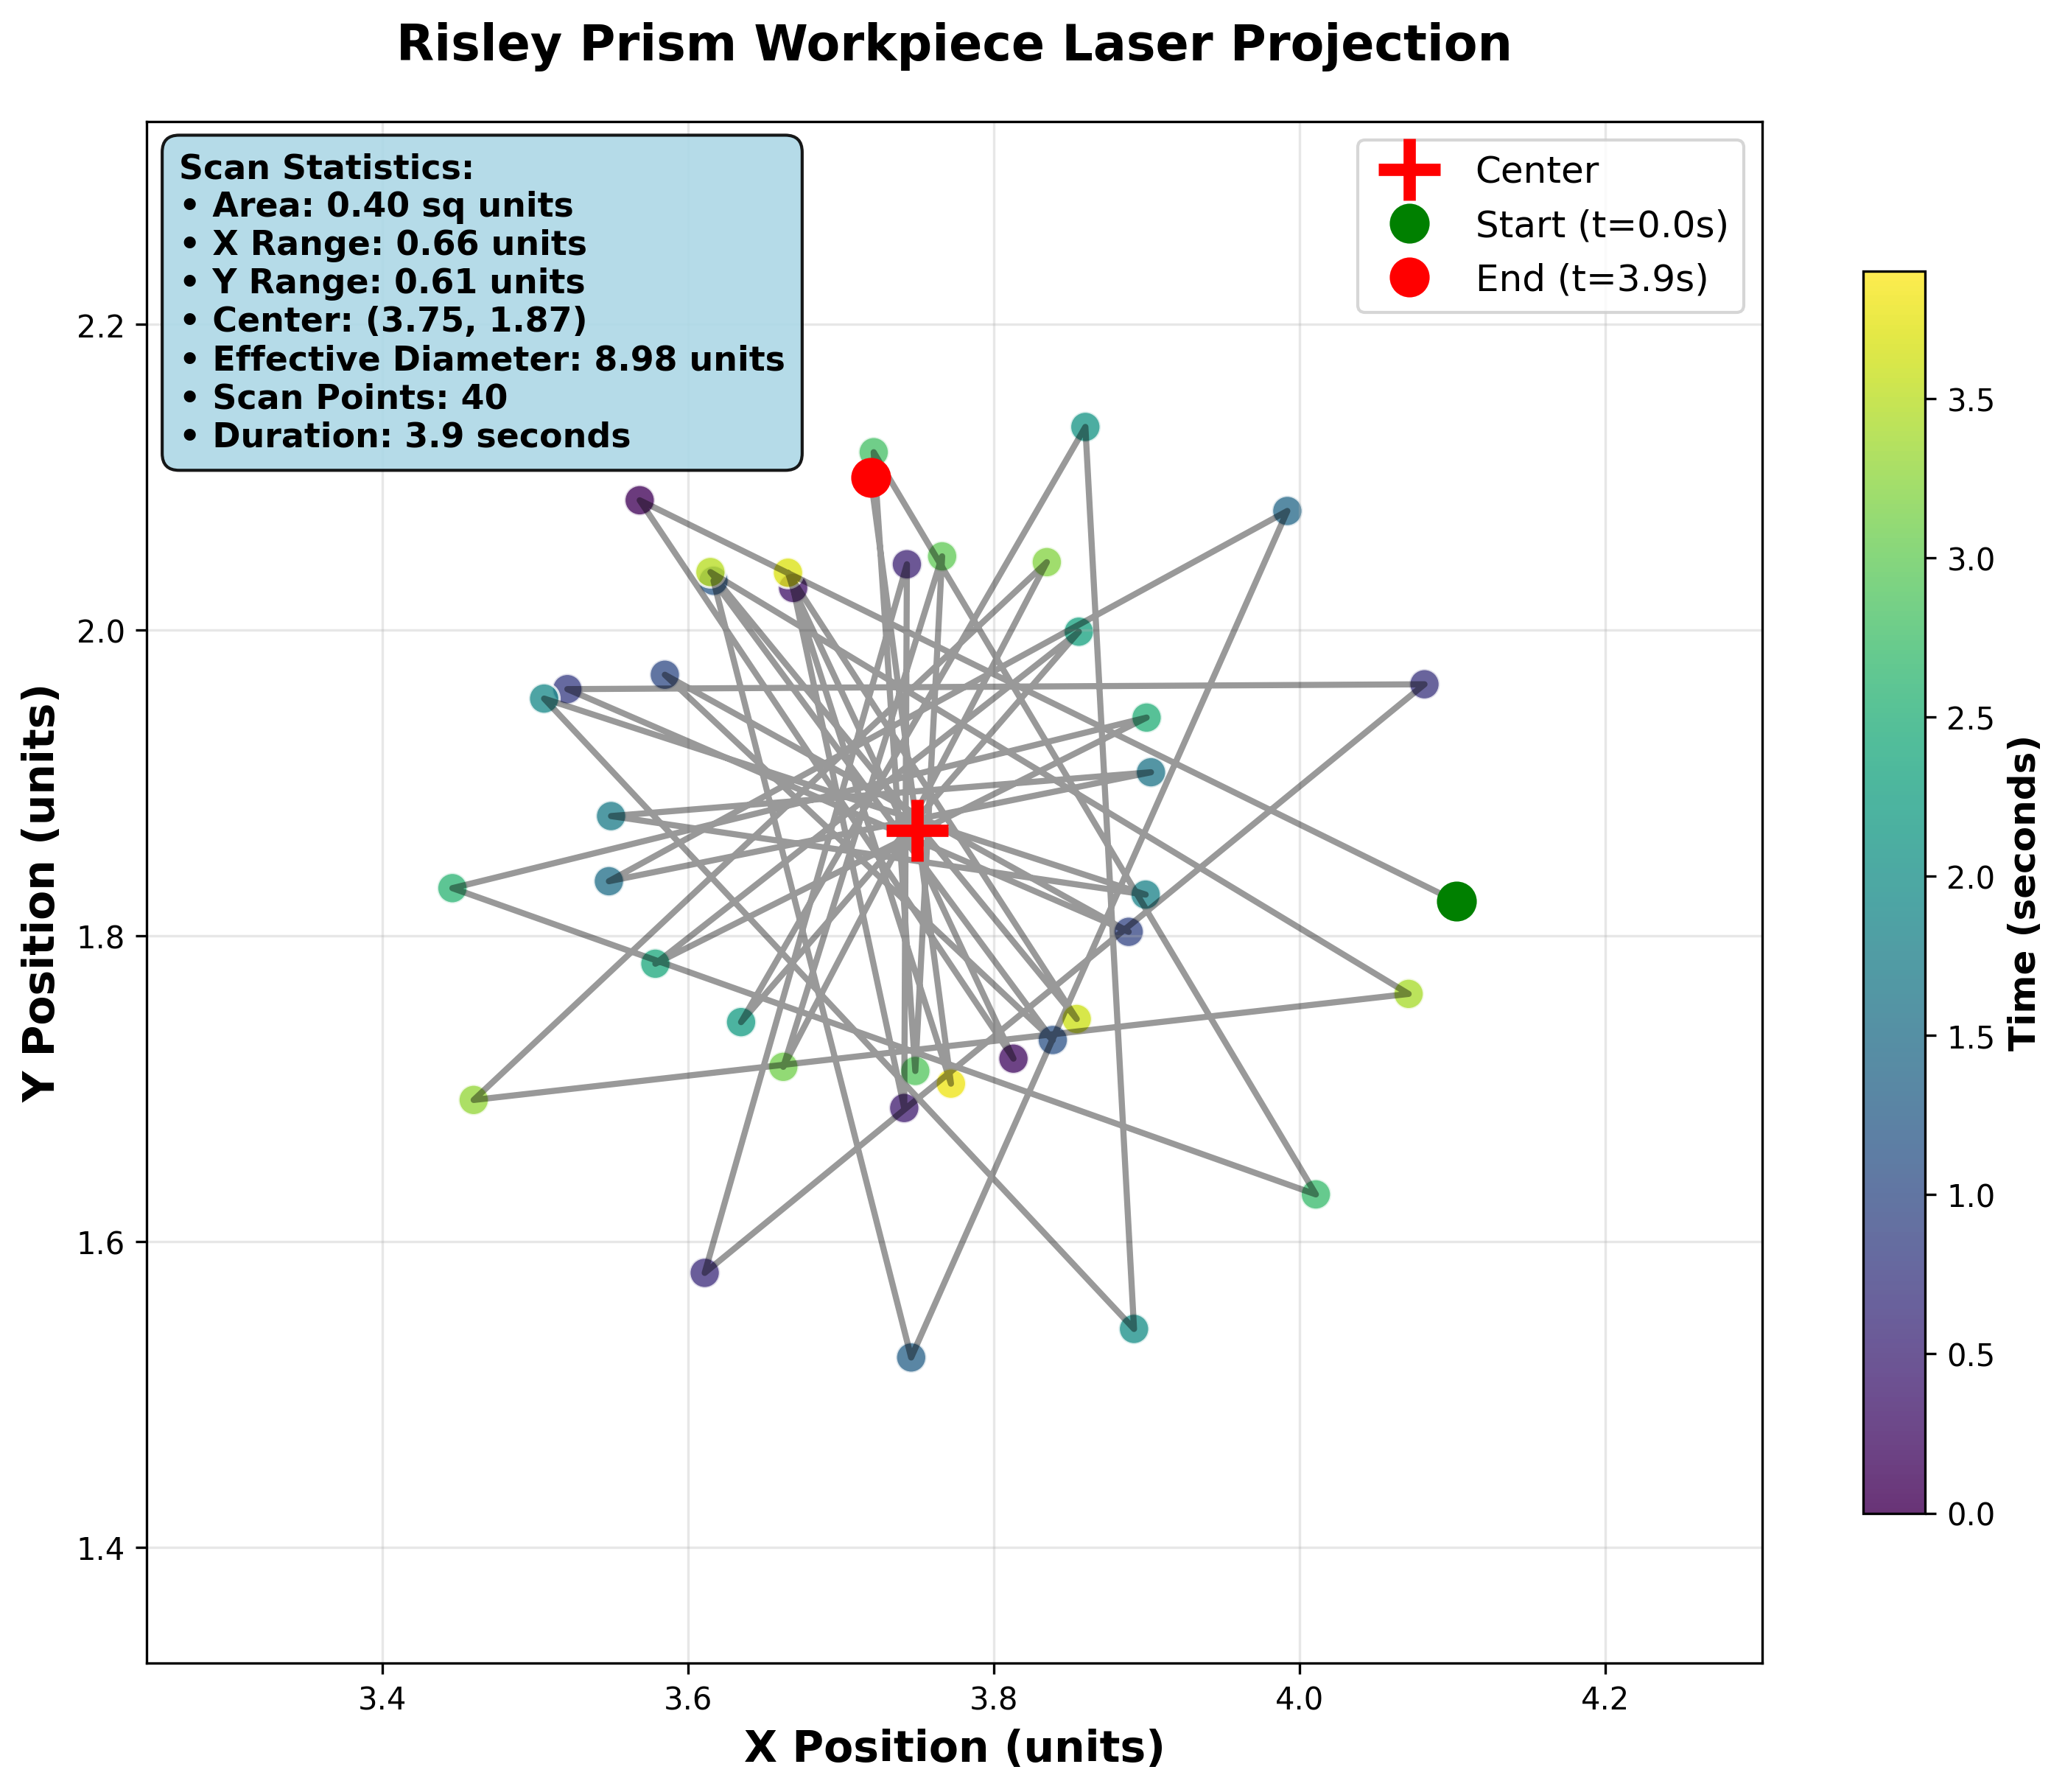 Risley Prism Workpiece Laser Projection
Scan Statistics:
• Area: 0.40 sq units
• X Range: 0.66 units
• Y Range: 0.61 units
• Center: (3.75, 1.87)
• Effective Diameter: 8.98 units
• Scan Points: 40
• Duration: 3.9 seconds
Center
Start (t=0.0s)
End (t=3.9s)
Y Position (units)
2.2
2.0
1.8
1.6
1.4
3.4
3.6
3.8
4.0
4.2
X Position (units)
3.5
3.0
2.5
2.0
1.5
1.0
0.5
0.0
Time (seconds)